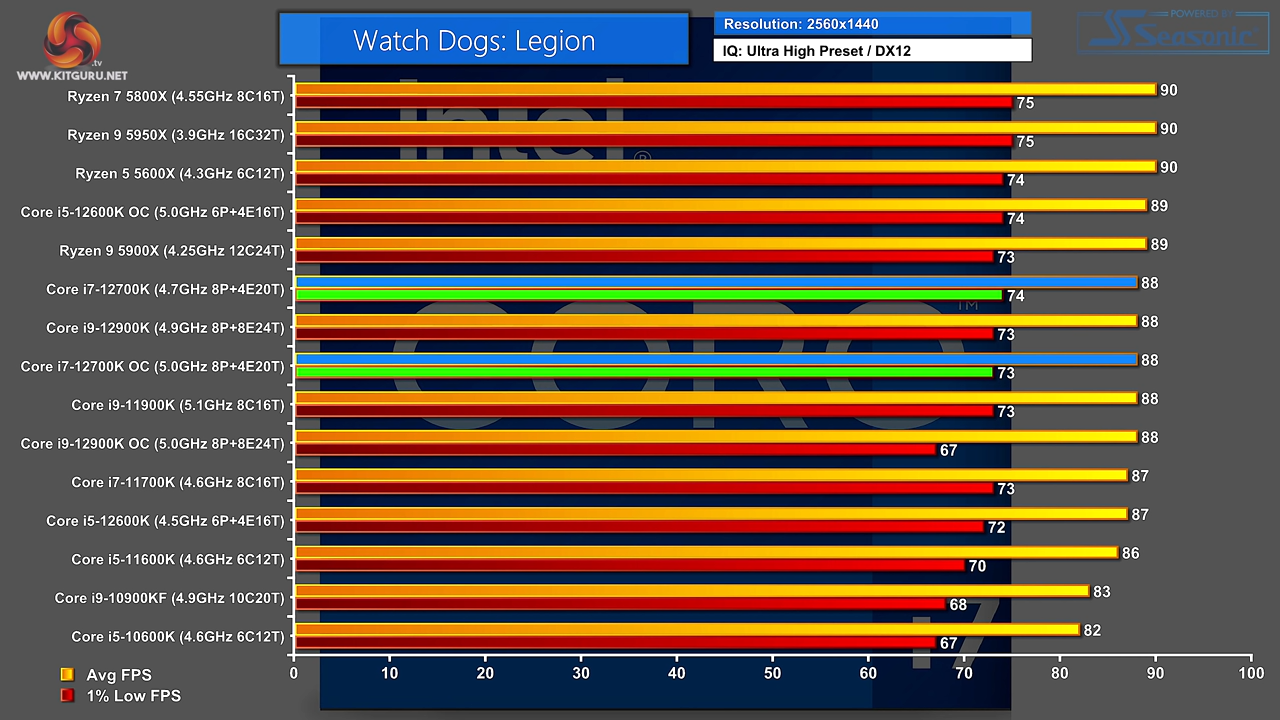 .tv
WWW.KITGURU.NET
Watch Dogs: Legion
Resolution: 2560x1440
IQ: Ultra High Preset / DX12
POWERED BY
Seasonic
intel®
CORE™
i7
Ryzen 7 5800X (4.55GHz 8C16T) 90
75
Ryzen 9 5950X (3.9GHz 16C32T) 90
75
Ryzen 5 5600X (4.3GHz 6C12T) 90
74
Core i5-12600K OC (5.0GHz 6P+4E16T) 89
74
Ryzen 9 5900X (4.25GHz 12C24T) 89
73
Core i7-12700K (4.7GHz 8P+4E20T) 88
74
Core i9-12900K (4.9GHz 8P+8E24T) 88
73
Core i7-12700K OC (5.0GHz 8P+4E20T) 88
73
Core i9-11900K (5.1GHz 8C16T) 88
73
Core i9-12900K OC (5.0GHz 8P+8E24T) 88
67
Core i7-11700K (4.6GHz 8C16T) 87
73
Core i5-12600K (4.5GHz 6P+4E16T) 87
72
Core i5-11600K (4.6GHz 6C12T) 86
70
Core i9-10900KF (4.9GHz 10C20T) 83
68
Core i5-10600K (4.6GHz 6C12T) 82
67
0 10 20 30 40 50 60 70 80 90 100
Avg FPS
1% Low FPS